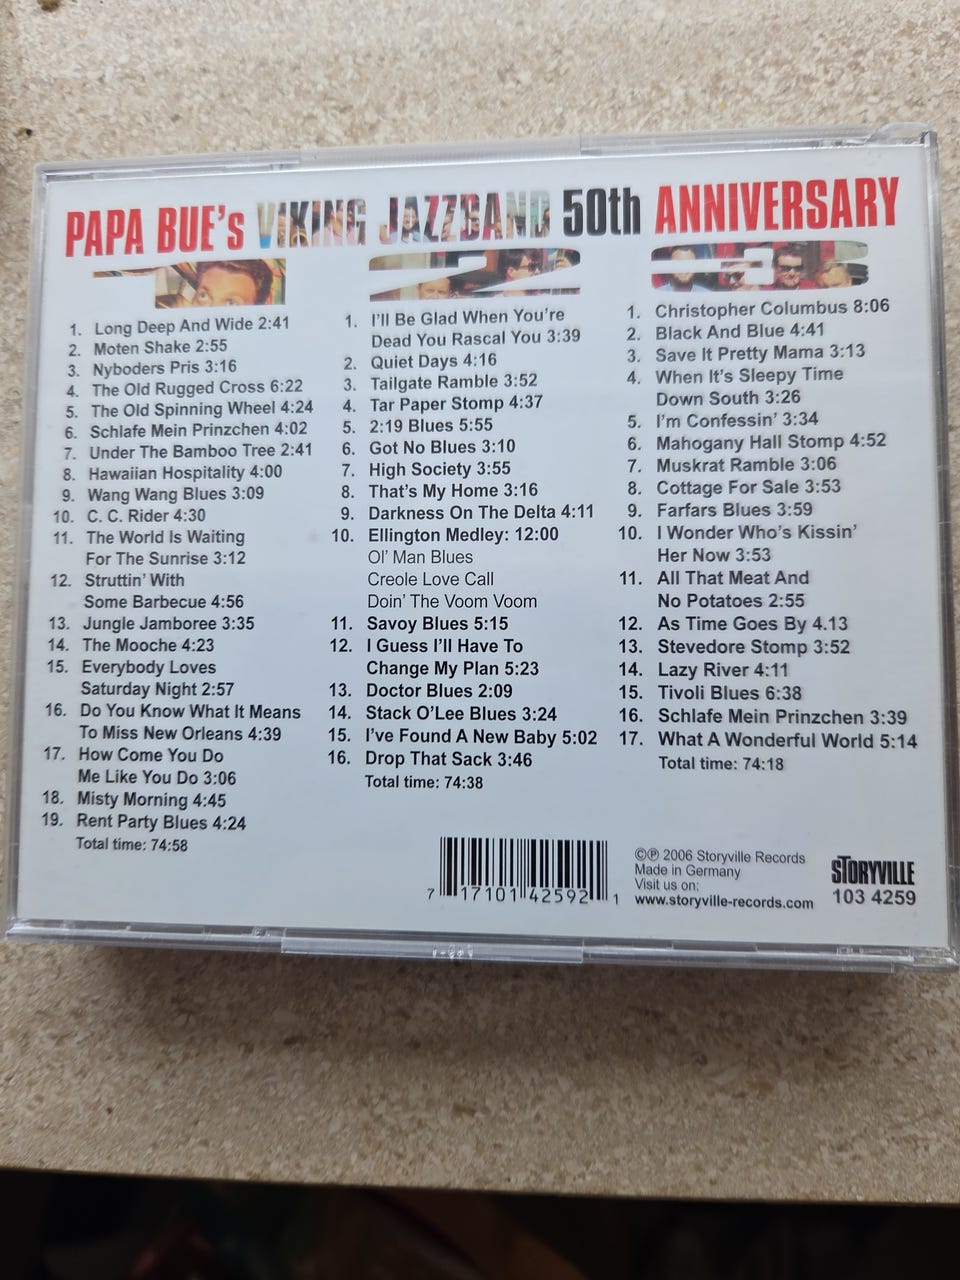 PAPA BUE's VIKING JAZZBAND 50th ANNIVERSARY
1
1. Long Deep And Wide 2:41
2. Moten Shake 2:55
3. Nyboders Pris 3:16
4. The Old Rugged Cross 6:22
5. The Old Spinning Wheel 4:24
6. Schlafe Mein Prinzchen 4:02
7. Under The Bamboo Tree 2:41
8. Hawaiian Hospitality 4:00
9. Wang Wang Blues 3:09
10. C. C. Rider 4:30
11. The World Is Waiting
For The Sunrise 3:12
12. Struttin' With
Some Barbecue 4:56
13. Jungle Jamboree 3:35
14. The Mooche 4:23
15. Everybody Loves
Saturday Night 2:57
16. Do You Know What It Means
To Miss New Orleans 4:39
17. How Come You Do
Me Like You Do 3:06
18. Misty Morning 4:45
19. Rent Party Blues 4:24
Total time: 74:58
2
1. I'll Be Glad When You're
Dead You Rascal You 3:39
2. Quiet Days 4:16
3. Tailgate Ramble 3:52
4. Tar Paper Stomp 4:37
5. 2:19 Blues 5:55
6. Got No Blues 3:10
7. High Society 3:55
8. That's My Home 3:16
9. Darkness On The Delta 4:11
10. Ellington Medley: 12:00
Ol' Man Blues
Creole Love Call
Doin' The Voom Voom
11. Savoy Blues 5:15
12. I Guess I'll Have To
Change My Plan 5:23
13. Doctor Blues 2:09
14. Stack O'Lee Blues 3:24
15. I've Found A New Baby 5:02
16. Drop That Sack 3:46
Total time: 74:38
3
1. Christopher Columbus 8:06
2. Black And Blue 4:41
3. Save It Pretty Mama 3:13
4. When It's Sleepy Time
Down South 3:26
5. I'm Confessin' 3:34
6. Mahogany Hall Stomp 4:52
7. Muskrat Ramble 3:06
8. Cottage For Sale 3:53
9. Farfars Blues 3:59
10. I Wonder Who's Kissin'
Her Now 3:53
11. All That Meat And
No Potatoes 2:55
12. As Time Goes By 4.13
13. Stevedore Stomp 3:52
14. Lazy River 4:11
15. Tivoli Blues 6:38
16. Schlafe Mein Prinzchen 3:39
17. What A Wonderful World 5:14
Total time: 74:18
7 17101 42592 1
©℗ 2006 Storyville Records
Made in Germany
Visit us on:
www.storyville-records.com
STORYVILLE
103 4259